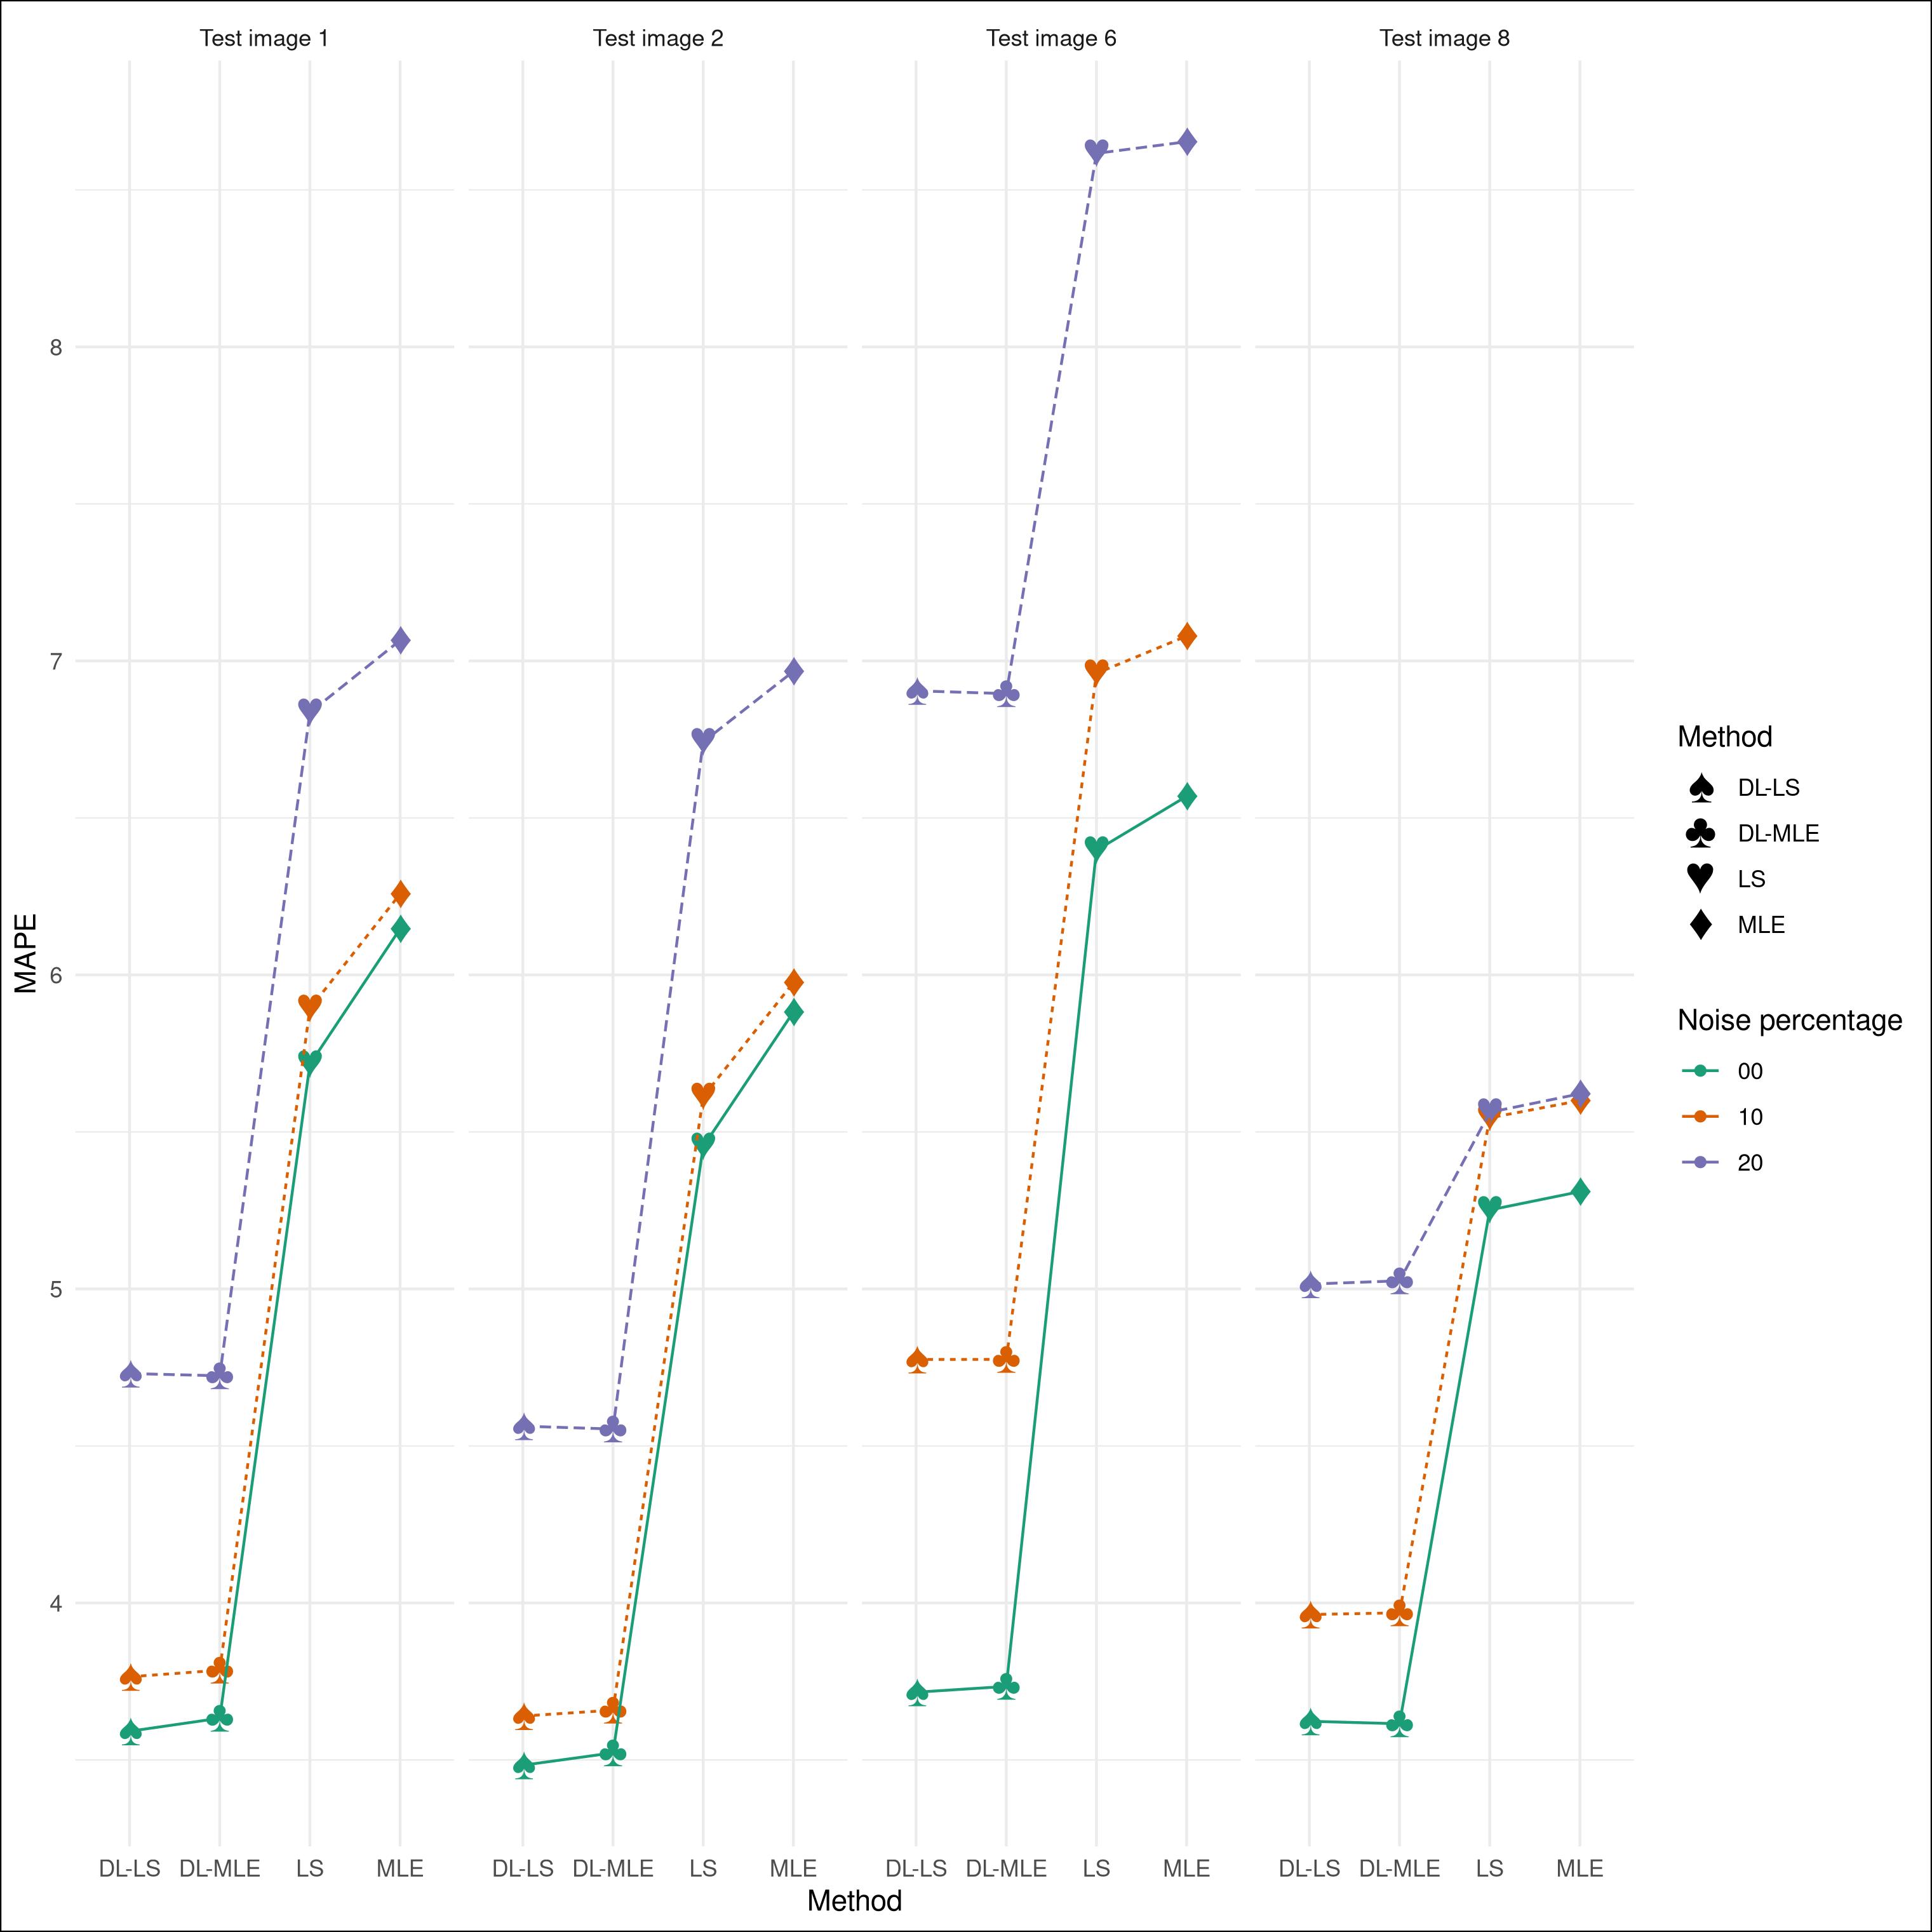 Test image 1
Test image 2
Test image 6
Test image 8
MAPE
8
7
6
5
4
DL-LS DL-MLE LS MLE
DL-LS DL-MLE LS MLE
DL-LS DL-MLE LS MLE
DL-LS DL-MLE LS MLE
Method
Method
DL-LS
DL-MLE
LS
MLE
Noise percentage
00
10
20